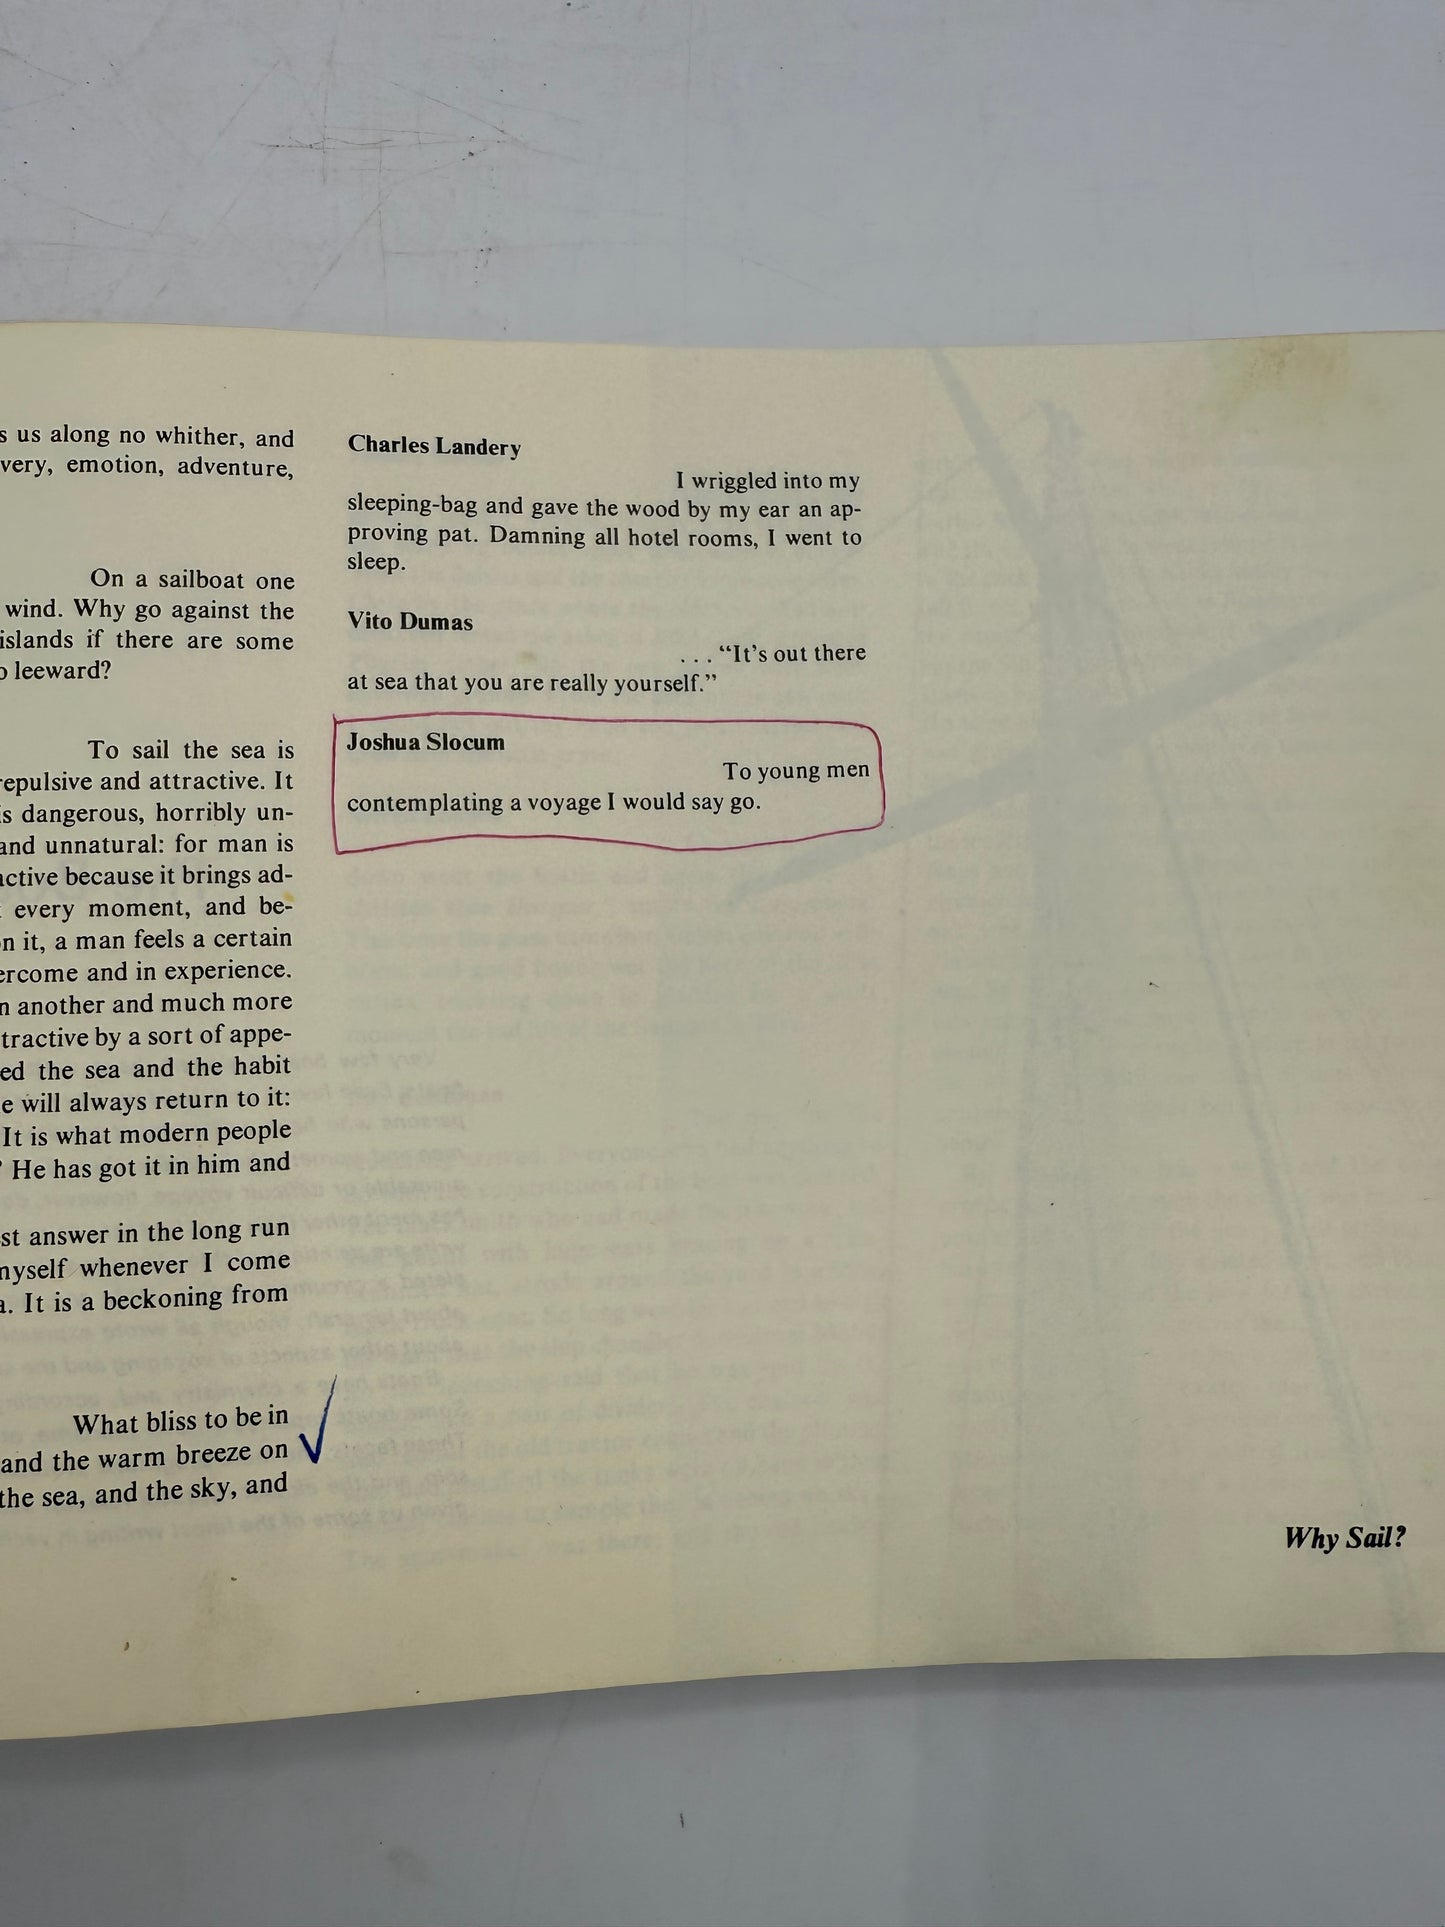 s us along no whither, and
very, emotion, adventure,
On a sailboat one
wind. Why go against the
islands if there are some
o leeward?
To sail the sea is
repulsive and attractive. It
is dangerous, horribly un-
and unnatural: for man is
active because it brings ad-
every moment, and be-
on it, a man feels a certain
ercome and in experience.
n another and much more
tractive by a sort of appe-
ed the sea and the habit
e will always return to it:
It is what modern people
He has got it in him and
st answer in the long run
myself whenever I come
a. It is a beckoning from
What bliss to be in
and the warm breeze on
the sea, and the sky, and
Charles Landery
I wriggled into my
sleeping-bag and gave the wood by my ear an ap-
proving pat. Damning all hotel rooms, I went to
sleep.
Vito Dumas
. . . “It’s out there
at sea that you are really yourself.”
Joshua Slocum
To young men
contemplating a voyage I would say go.
Why Sail?